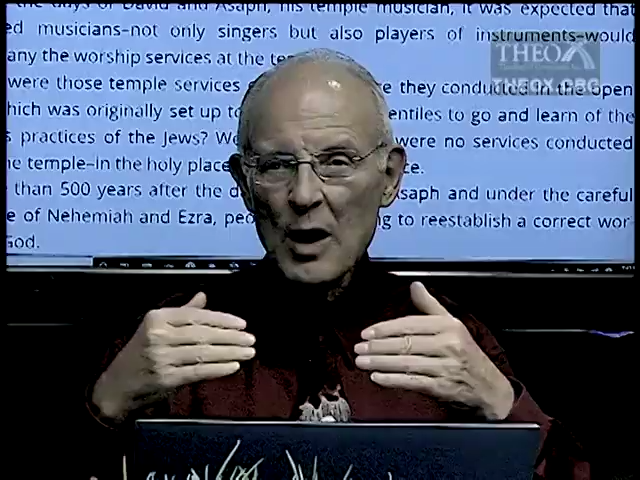 the days of David and Asaph, his temple musician, it was expected that
ed musicians–not only singers but also players of instruments–would
any the worship services at the te
were those temple services e they conducted in the open
hich was originally set up to entiles to go and learn of the
s practices of the Jews? We were no services conducted
he temple–in the holy place ce.
than 500 years after the d saph and under the careful
e of Nehemiah and Ezra, peo ng to reestablish a correct wor-
God.
THEOX
THEOX.ORG